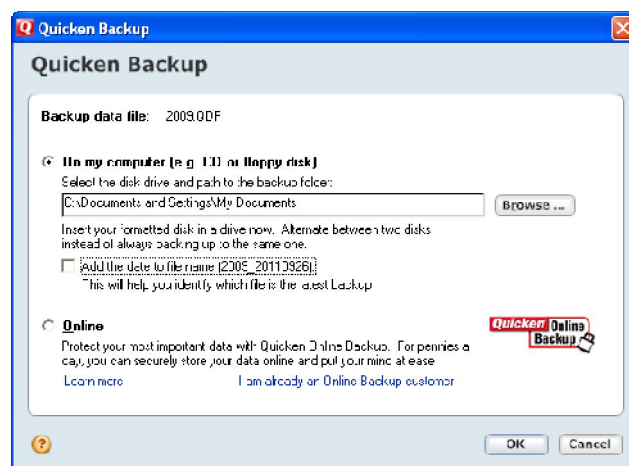 Quicken Backup
Quicken Backup
Backup data file: 2009.QDF
On my computer (e.g. CD or floppy disk)
Select the disk drive and path to the backup folder:
C:\Documents and Settings\My Documents
Browse ...
Insert your formatted disk in a drive now. Alternate between two disks
instead of always backing up to the same one.
Add the date to file name (2009_20110926).
This will help you identify which file is the latest backup
Online
Quicken Online
Backup
Protect your most important data with Quicken Online Backup. For pennies a
day, you can securely store your data online and put your mind at ease
Learn more
I am already an Online Backup customer
?
OK
Cancel